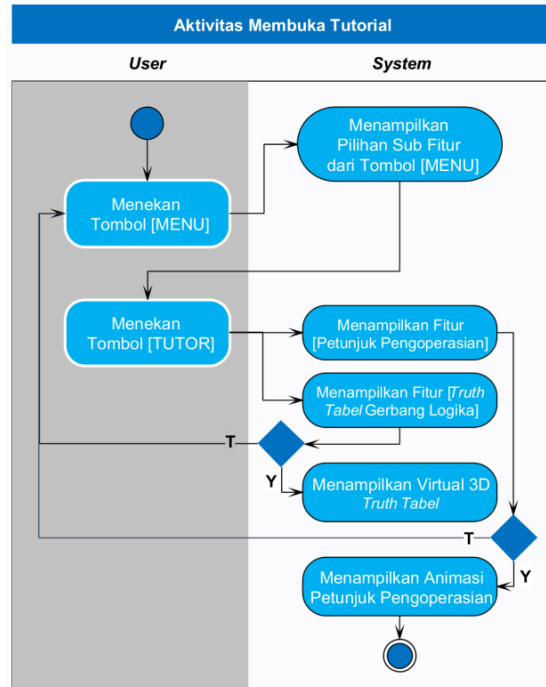 Aktivitas Membuka Tutorial
User
System
Menampilkan
Pilihan Sub Fitur
dari Tombol [MENU]
Menekan
Tombol [MENU]
Menekan
Tombol [TUTOR]
Menampilkan Fitur
[Petunjuk Pengoperasian]
Menampilkan Fitur [Truth
Tabel Gerbang Logika]
T
Y
Menampilkan Virtual 3D
Truth Tabel
T
Y
Menampilkan Animasi
Petunjuk Pengoperasian